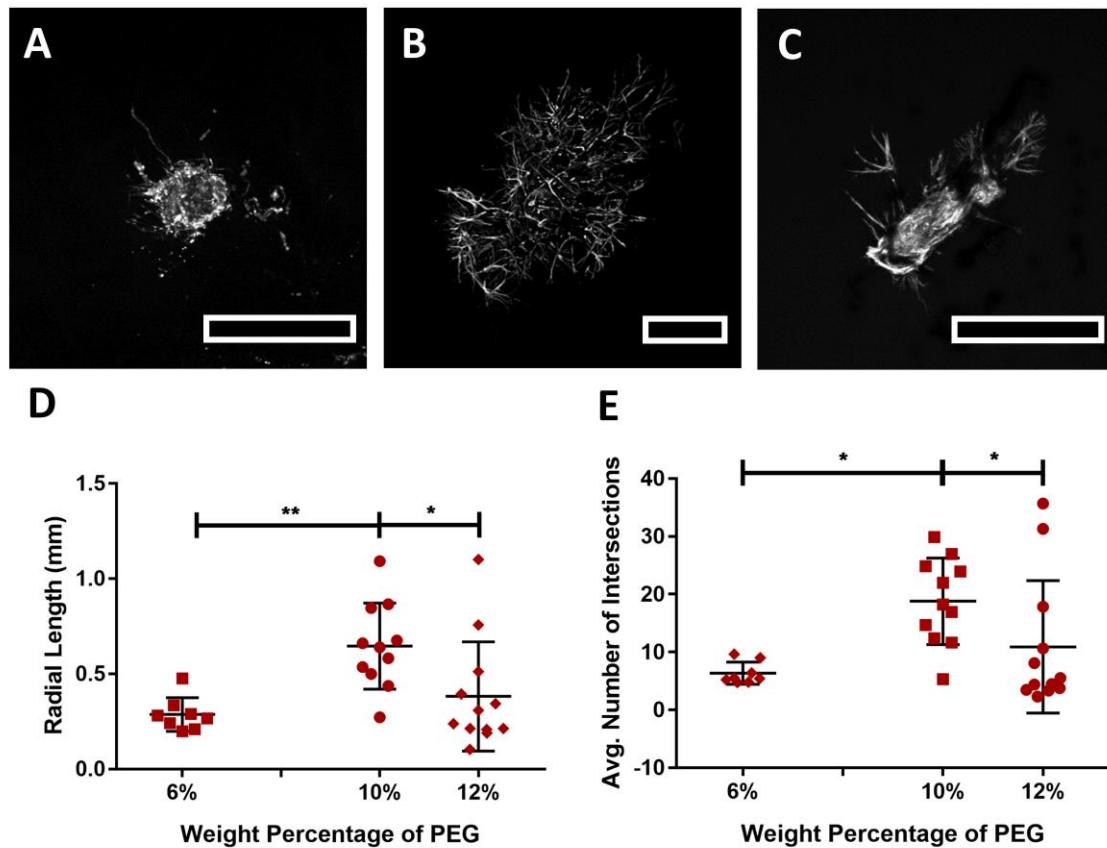 A
B
C
D
1.5
1.0
0.5
0.0
Radial Length (mm)
**
*
6%
10%
12%
Weight Percentage of PEG
E
40
30
20
10
0
-10
Avg. Number of Intersections
*
*
6%
10%
12%
Weight Percentage of PEG